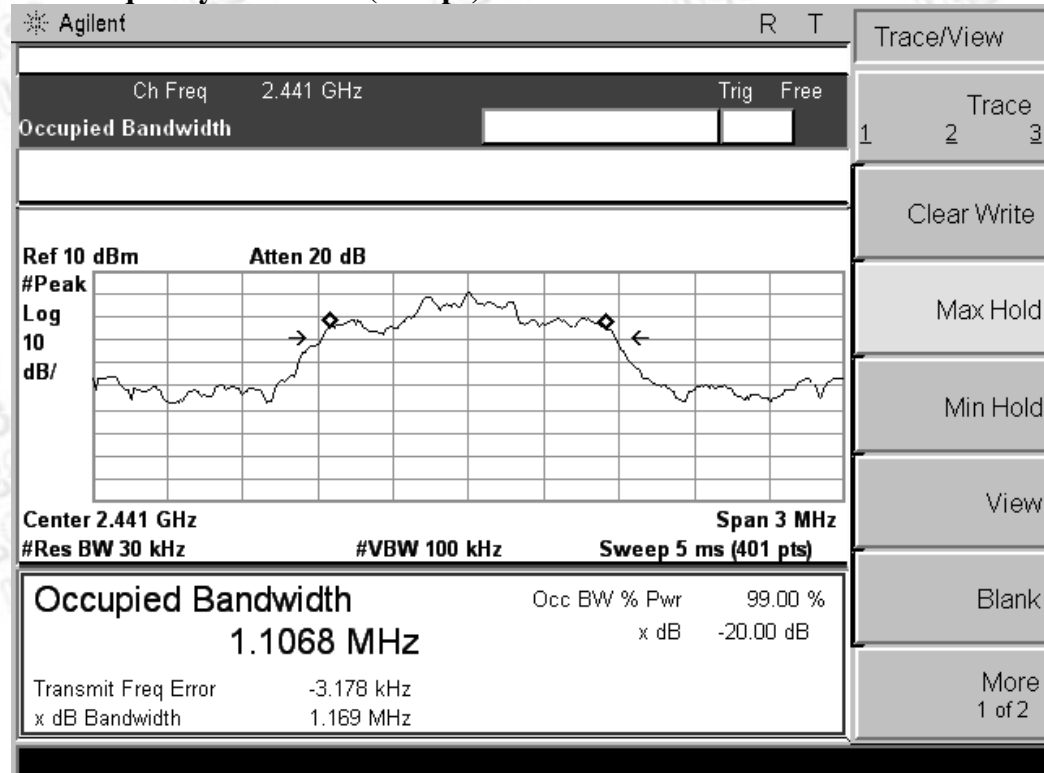 Agilent R T
Trace/View
Ch Freq 2.441 GHz Trig Free
Occupied Bandwidth
Trace
1 2 3
Clear Write
Ref 10 dBm Atten 20 dB
#Peak
Log
10
dB/
Max Hold
Min Hold
View
Center 2.441 GHz Span 3 MHz
#Res BW 30 kHz #VBW 100 kHz Sweep 5 ms (401 pts)
Occupied Bandwidth Occ BW % Pwr 99.00 %
1.1068 MHz x dB -20.00 dB
Blank
Transmit Freq Error -3.178 kHz
x dB Bandwidth 1.169 MHz
More
1 of 2